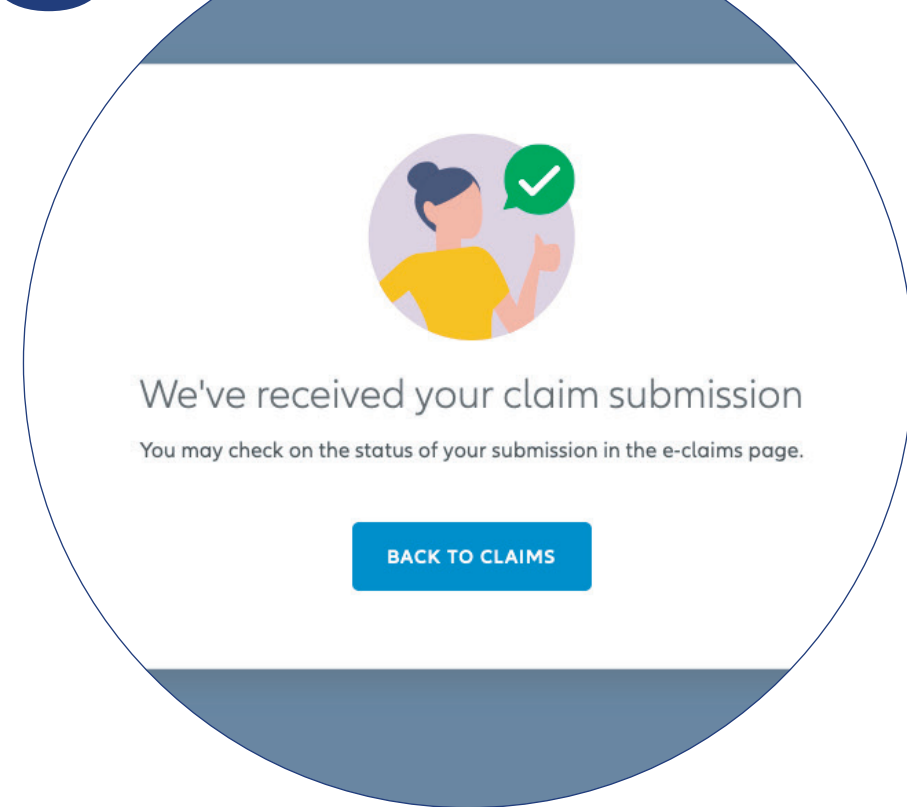 We've received your claim submission
You may check on the status of your submission in the e-claims page.
BACK TO CLAIMS